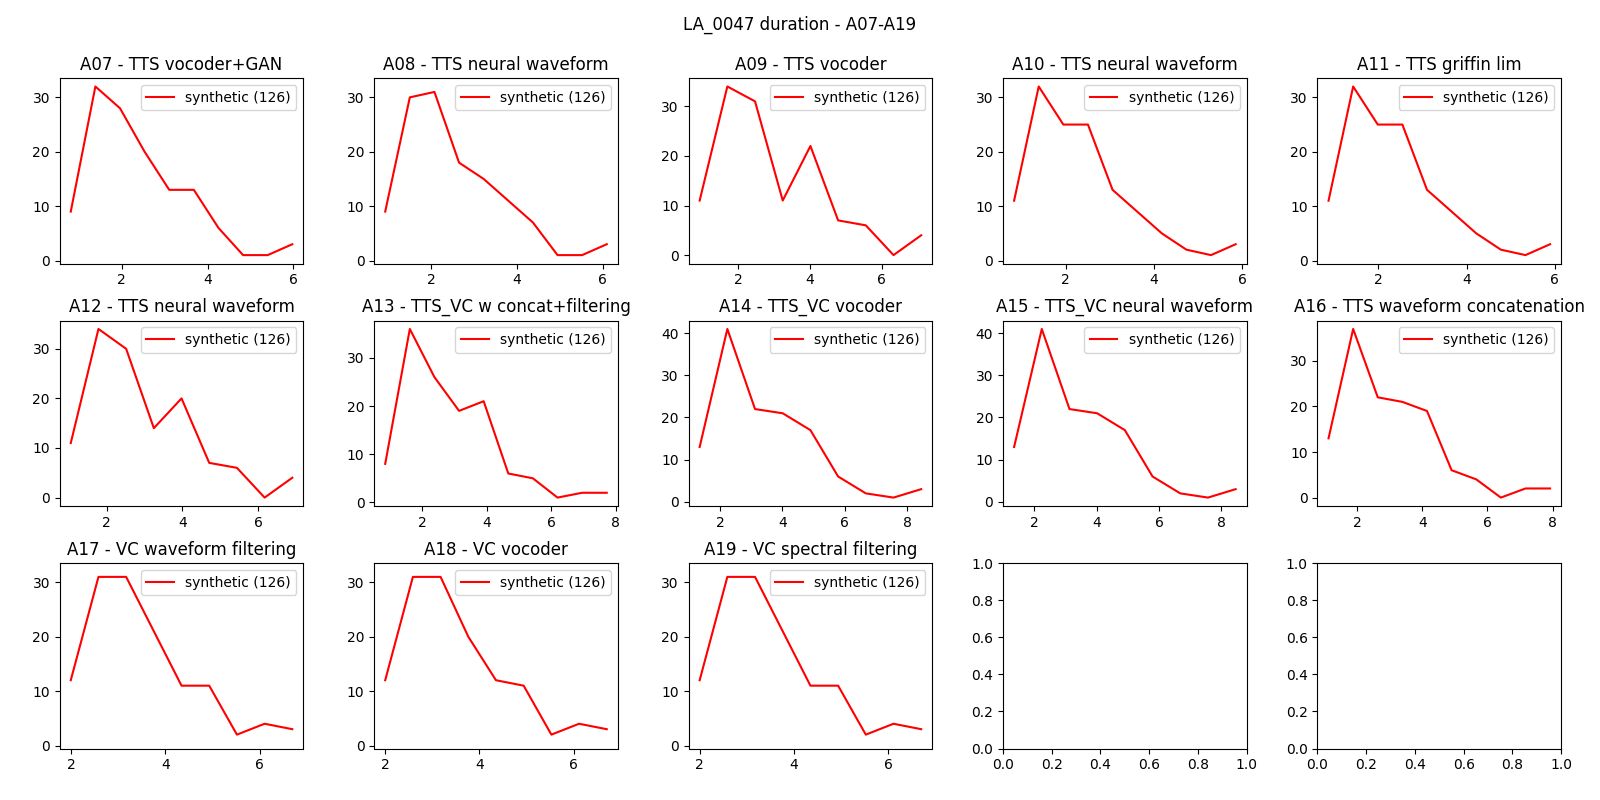 LA_0047 duration - A07-A19
A07 - TTS vocoder+GAN
A08 - TTS neural waveform
A09 - TTS vocoder
A10 - TTS neural waveform
A11 - TTS griffin lim
synthetic (126)
synthetic (126)
synthetic (126)
synthetic (126)
synthetic (126)
30
20
10
0
2 4 6
30
20
10
0
2 4 6
30
20
10
0
2 4 6
30
20
10
0
2 4 6
30
20
10
0
2 4 6
A12 - TTS neural waveform
A13 - TTS_VC w concat+filtering
A14 - TTS_VC vocoder
A15 - TTS_VC neural waveform
A16 - TTS waveform concatenation
synthetic (126)
synthetic (126)
synthetic (126)
synthetic (126)
synthetic (126)
30
20
10
0
2 4 6
30
20
10
0
2 4 6 8
40
30
20
10
0
2 4 6 8
40
30
20
10
0
2 4 6 8
30
20
10
0
2 4 6 8
A17 - VC waveform filtering
A18 - VC vocoder
A19 - VC spectral filtering
synthetic (126)
synthetic (126)
synthetic (126)
30
20
10
0
2 4 6
30
20
10
0
2 4 6
30
20
10
0
2 4 6
1.0
0.8
0.6
0.4
0.2
0.0
0.0 0.2 0.4 0.6 0.8 1.0
1.0
0.8
0.6
0.4
0.2
0.0
0.0 0.2 0.4 0.6 0.8 1.0